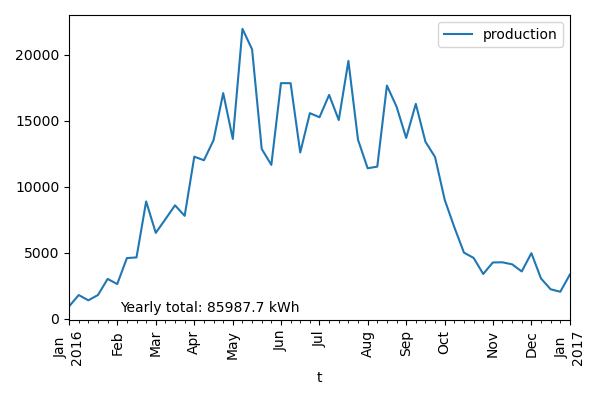 production
20000
15000
10000
5000
0
Yearly total: 85987.7 kWh
Jan
2016
Feb
Mar
Apr
May
Jun
Jul
Aug
Sep
Oct
Nov
Dec
Jan
2017
t